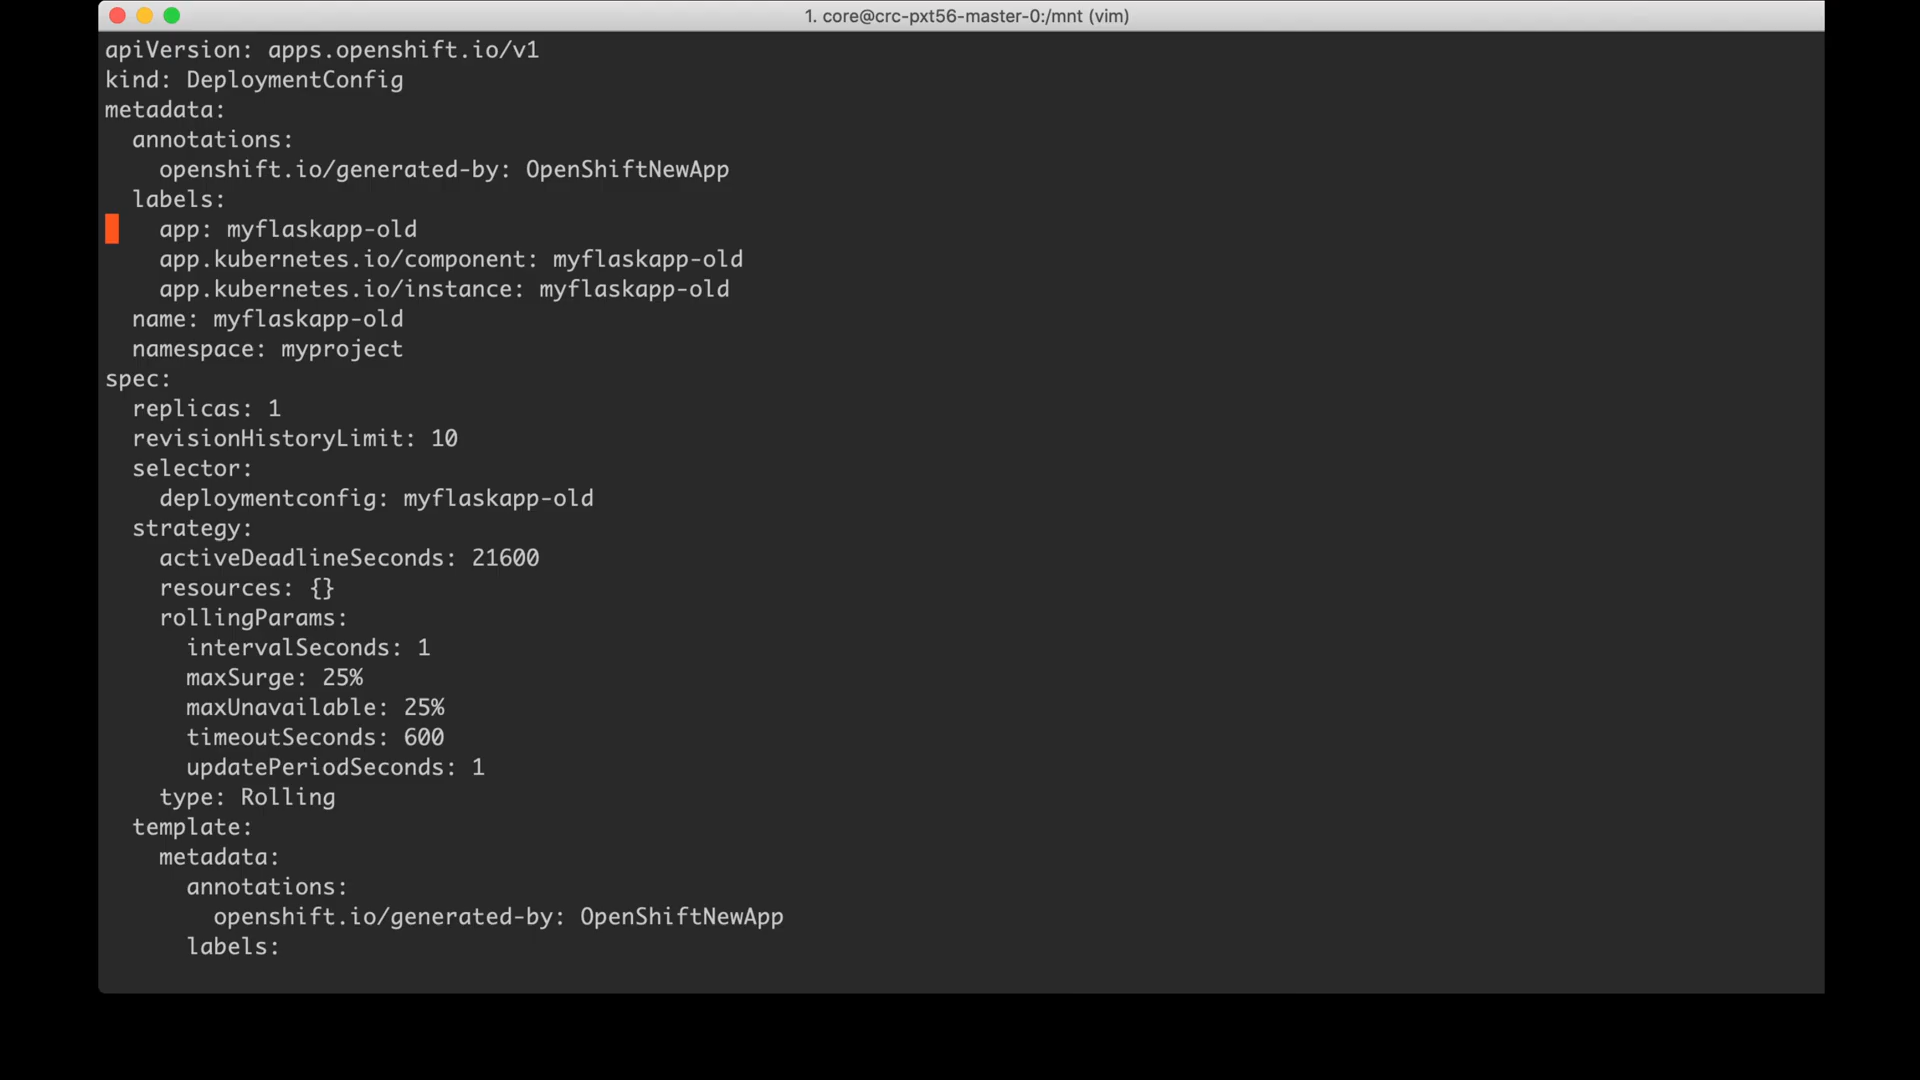 1. core@crc-pxt56-master-0:/mnt (vim)
apiVersion: apps.openshift.io/v1
kind: DeploymentConfig
metadata:
  annotations:
    openshift.io/generated-by: OpenShiftNewApp
  labels:
    app: myflaskapp-old
    app.kubernetes.io/component: myflaskapp-old
    app.kubernetes.io/instance: myflaskapp-old
  name: myflaskapp-old
  namespace: myproject
spec:
  replicas: 1
  revisionHistoryLimit: 10
  selector:
    deploymentconfig: myflaskapp-old
  strategy:
    activeDeadlineSeconds: 21600
    resources: {}
    rollingParams:
      intervalSeconds: 1
      maxSurge: 25%
      maxUnavailable: 25%
      timeoutSeconds: 600
      updatePeriodSeconds: 1
    type: Rolling
  template:
    metadata:
      annotations:
        openshift.io/generated-by: OpenShiftNewApp
      labels: